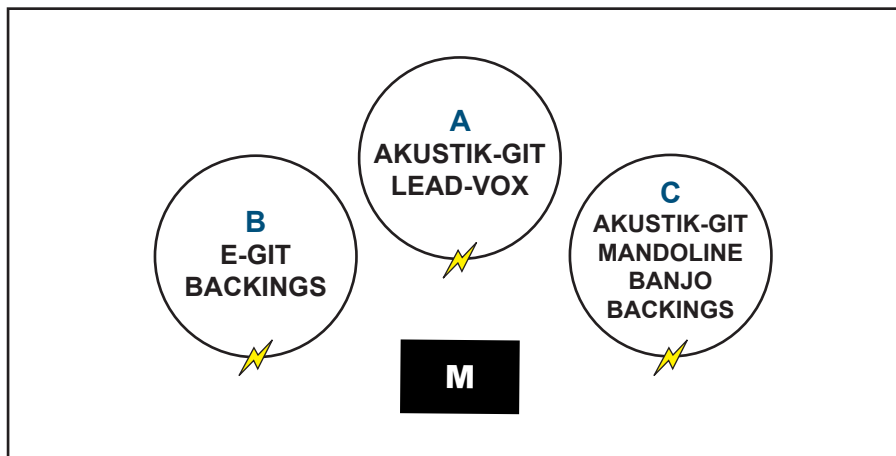 A
AKUSTIK-GIT
LEAD-VOX
B
E-GIT
BACKINGS
C
AKUSTIK-GIT
MANDOLINE
BANJO
BACKINGS
M